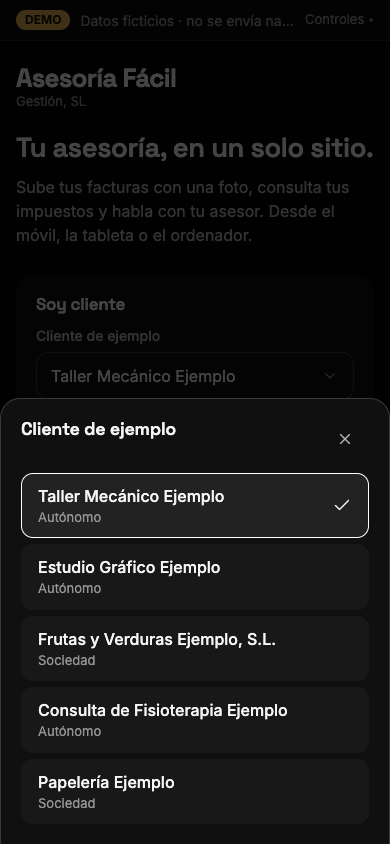 DEMO Datos ficticios · no se envía na... Controles
Asesoría Fácil
Gestión, SL
Tu asesoría, en un solo sitio.
Sube tus facturas con una foto, consulta tus
impuestos y habla con tu asesor. Desde el
móvil, la tableta o el ordenador.
Soy cliente
Cliente de ejemplo
Taller Mecánico Ejemplo
Cliente de ejemplo
Taller Mecánico Ejemplo
Autónomo
Estudio Gráfico Ejemplo
Autónomo
Frutas y Verduras Ejemplo, S.L.
Sociedad
Consulta de Fisioterapia Ejemplo
Autónomo
Papelería Ejemplo
Sociedad